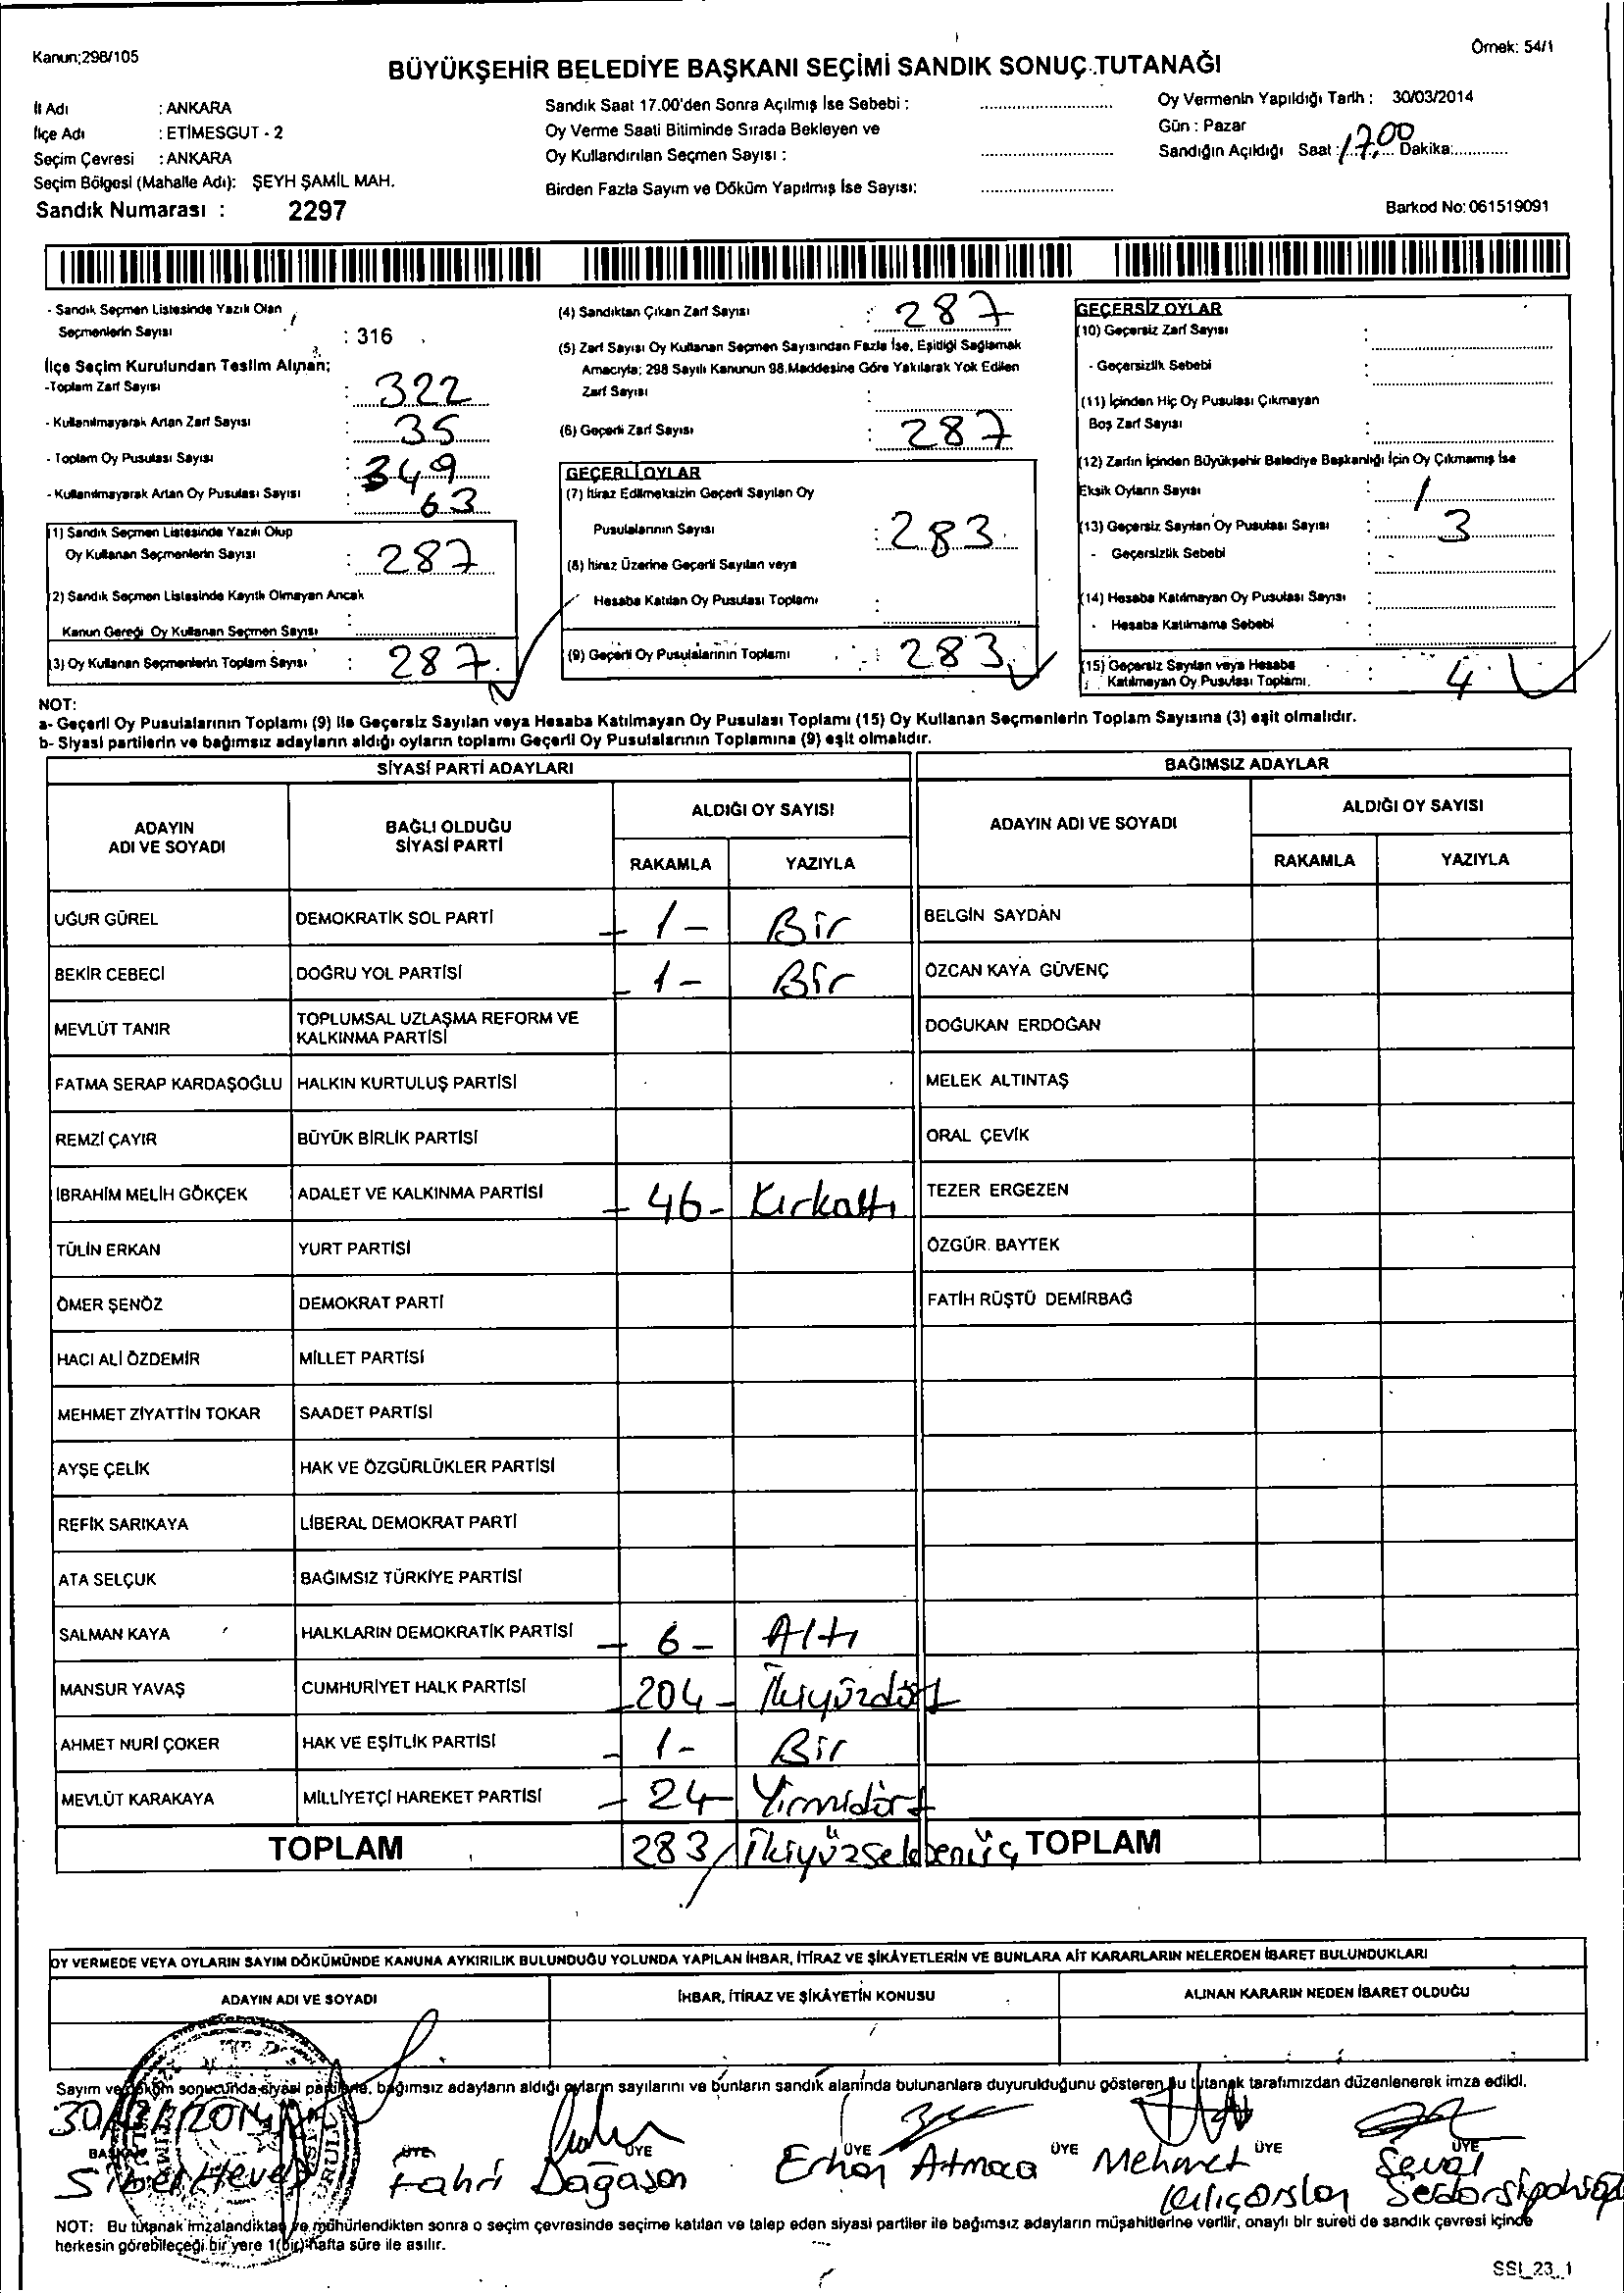 Kanun;298/105
Örnek: 54/1
BÜYÜKŞEHİR BELEDİYE BAŞKANI SEÇİMİ SANDIK SONUÇ TUTANAĞI
İl Adı : ANKARA
İlçe Adı : ETİMESGUT - 2
Seçim Çevresi : ANKARA
Seçim Bölgesi (Mahalle Adı): ŞEYH ŞAMİL MAH.
Sandık Numarası : 2297
Sandık Saat 17.00'den Sonra Açılmış İse Sebebi :
Oy Verme Saati Bitiminde Sırada Bekleyen ve
Oy Kullandırılan Seçmen Sayısı :
Birden Fazla Sayım ve Döküm Yapılmış İse Sayısı:
Oy Vermenin Yapıldığı Tarih : 30/03/2014
Gün : Pazar
Sandığın Açıldığı Saat : 17,00 Dakika:
Barkod No: 061519091
- Sandık Seçmen Listesinde Yazılı Olan
Seçmenlerin Sayısı : 316
İlçe Seçim Kurulundan Teslim Alınan;
-Toplam Zarf Sayısı : 322
- Kullanılmayarak Artan Zarf Sayısı : 35
- Toplam Oy Pusulası Sayısı : 349
- Kullanılmayarak Artan Oy Pusulası Sayısı : 63
(1) Sandık Seçmen Listesinde Yazılı Olup
Oy Kullanan Seçmenlerin Sayısı : 287
(2) Sandık Seçmen Listesinde Kayıtlı Olmayan Ancak
Kanun Gereği Oy Kullanan Seçmen Sayısı :
(3) Oy Kullanan Seçmenlerin Toplam Sayısı : 287
(4) Sandıktan Çıkan Zarf Sayısı : 287
(5) Zarf Sayısı Oy Kullanan Seçmen Sayısından Fazla İse, Eşitliği Sağlamak
Amacıyla; 298 Sayılı Kanunun 98.Maddesine Göre Yakılarak Yok Edilen
Zarf Sayısı :
(6) Geçerli Zarf Sayısı : 287
GEÇERLİ OYLAR
(7) İtiraz Edilmeksizin Geçerli Sayılan Oy
Pusulalarının Sayısı : 283
(8) İtiraz Üzerine Geçerli Sayılan veya
Hesaba Katılan Oy Pusulası Toplamı :
(9) Geçerli Oy Pusulalarının Toplamı : 283
GEÇERSİZ OYLAR
(10) Geçersiz Zarf Sayısı :
- Geçersizlik Sebebi :
(11) İçinden Hiç Oy Pusulası Çıkmayan
Boş Zarf Sayısı :
(12) Zarfın İçinden Büyükşehir Belediye Başkanlığı İçin Oy Çıkmamış İse
Eksik Oyların Sayısı : 1
(13) Geçersiz Sayılan Oy Pusulası Sayısı : 3
- Geçersizlik Sebebi :
(14) Hesaba Katılmayan Oy Pusulası Sayısı :
- Hesaba Katılmama Sebebi :
(15) Geçersiz Sayılan veya Hesaba
Katılmayan Oy Pusulası Toplamı. : 4
NOT:
a- Geçerli Oy Pusulalarının Toplamı (9) ile Geçersiz Sayılan veya Hesaba Katılmayan Oy Pusulası Toplamı (15) Oy Kullanan Seçmenlerin Toplam Sayısına (3) eşit olmalıdır.
b- Siyasi partilerin ve bağımsız adayların aldığı oyların toplamı Geçerli Oy Pusulalarının Toplamına (9) eşit olmalıdır.
SİYASİ PARTİ ADAYLARI
BAĞIMSIZ ADAYLAR
ADAYIN ADI VE SOYADI
BAĞLI OLDUĞU SİYASİ PARTİ
ALDIĞI OY SAYISI
RAKAMLA YAZIYLA
ADAYIN ADI VE SOYADI
ALDIĞI OY SAYISI
RAKAMLA YAZIYLA
UĞUR GÜREL DEMOKRATİK SOL PARTİ - 1 - Bir BELGİN SAYDAN
BEKİR CEBECİ DOĞRU YOL PARTİSİ - 1 - Bir ÖZCAN KAYA GÜVENÇ
MEVLÜT TANIR TOPLUMSAL UZLAŞMA REFORM VE KALKINMA PARTİSİ DOĞUKAN ERDOĞAN
FATMA SERAP KARDAŞOĞLU HALKIN KURTULUŞ PARTİSİ MELEK ALTINTAŞ
REMZİ ÇAYIR BÜYÜK BİRLİK PARTİSİ ORAL ÇEVİK
İBRAHİM MELİH GÖKÇEK ADALET VE KALKINMA PARTİSİ - 46 - Kırkaltı TEZER ERGEZEN
TÜLİN ERKAN YURT PARTİSİ ÖZGÜR BAYTEK
ÖMER ŞENÖZ DEMOKRAT PARTİ FATİH RÜŞTÜ DEMİRBAĞ
HACI ALİ ÖZDEMİR MİLLET PARTİSİ
MEHMET ZİYATTİN TOKAR SAADET PARTİSİ
AYŞE ÇELİK HAK VE ÖZGÜRLÜKLER PARTİSİ
REFİK SARIKAYA LİBERAL DEMOKRAT PARTİ
ATA SELÇUK BAĞIMSIZ TÜRKİYE PARTİSİ
SALMAN KAYA HALKLARIN DEMOKRATİK PARTİSİ - 6 - Altı
MANSUR YAVAŞ CUMHURİYET HALK PARTİSİ - 204 - İkiyüzdört
AHMET NURİ ÇOKER HAK VE EŞİTLİK PARTİSİ - 1 - Bir
MEVLÜT KARAKAYA MİLLİYETÇİ HAREKET PARTİSİ - 24 - Yirmidört
TOPLAM 283 / İkiyüzseksenüç TOPLAM
OY VERMEDE VEYA OYLARIN SAYIM DÖKÜMÜNDE KANUNA AYKIRILIK BULUNDUĞU YOLUNDA YAPILAN İHBAR, İTİRAZ VE ŞİKÂYETLERİN VE BUNLARA AİT KARARLARIN NELERDEN İBARET BULUNDUKLARI
ADAYIN ADI VE SOYADI İHBAR, İTİRAZ VE ŞİKÂYETİN KONUSU ALINAN KARARIN NEDEN İBARET OLDUĞU
Sayım ve döküm sonucunda siyasi partilerle, bağımsız adayların aldığı oyların sayılarını ve bunların sandık alanında bulunanlara duyurulduğunu gösteren bu tutanak tarafımızdan düzenlenerek imza edildi.
BAŞKAN ÜYE ÜYE ÜYE ÜYE ÜYE ÜYE
Fahri Dağasan Erhan Atmaca Mehmet Kılıçorslan Seval
NOT: Bu tutanak imzalandıktan ve mühürlendikten sonra o seçim çevresinde seçime katılan ve talep eden siyasi partiler ile bağımsız adayların müşahitlerine verilir, onaylı bir sureti de sandık çevresi içinde
herkesin görebileceği bir yere 1(bir) hafta süre ile asılır.
SSI_23_1